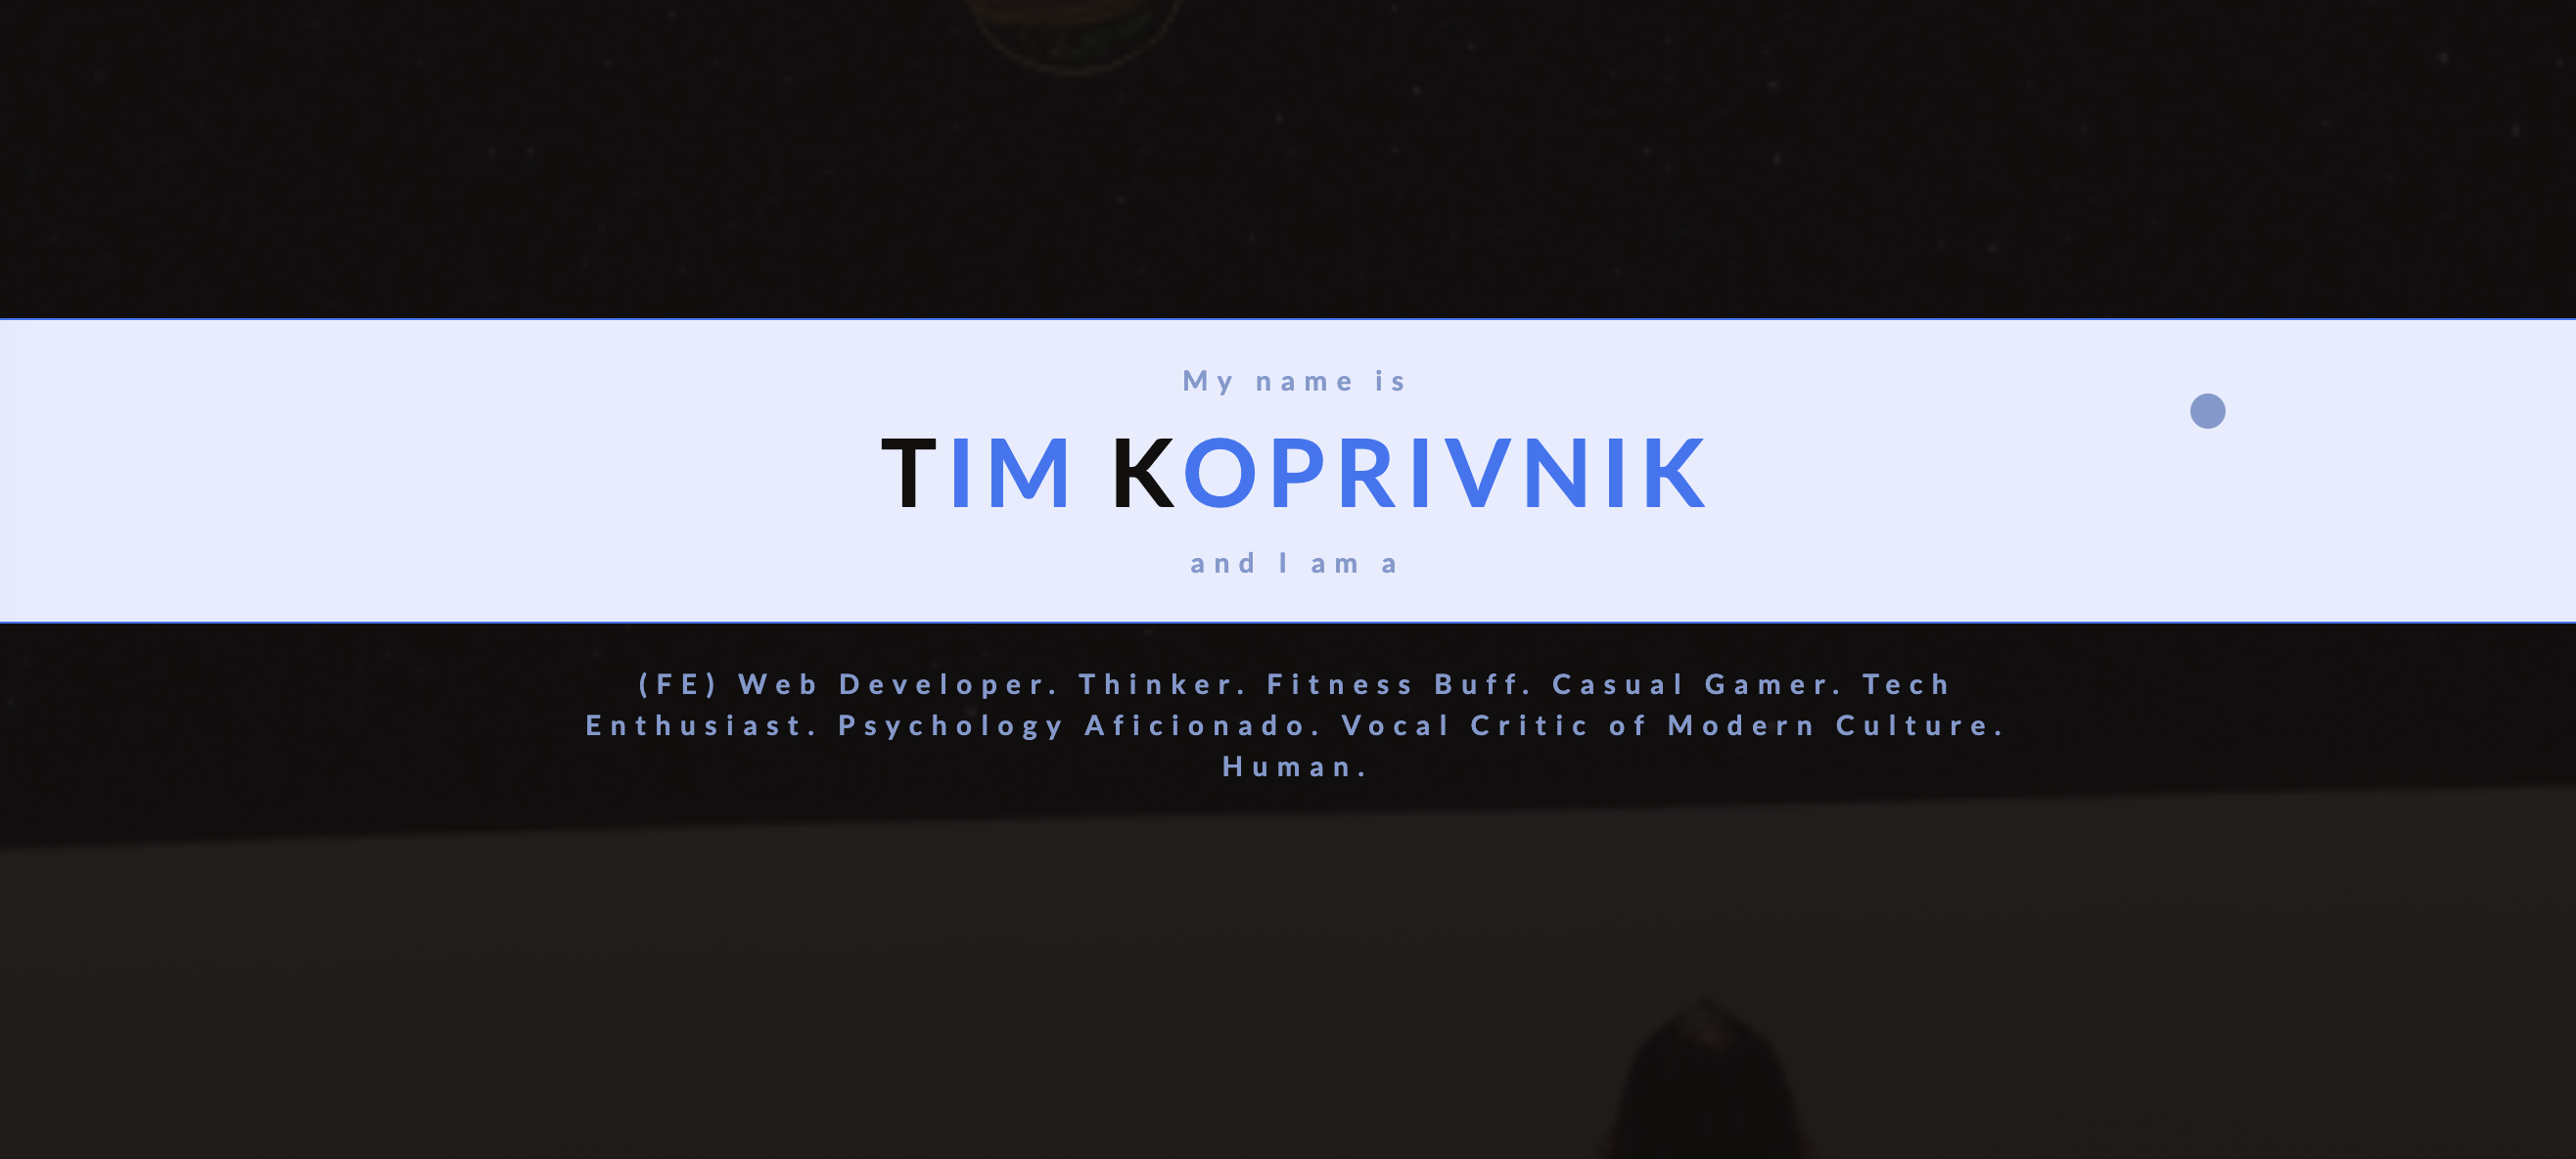 My name is
TIM KOPRIVNIK
and I am a
(FE) Web Developer. Thinker. Fitness Buff. Casual Gamer. Tech
Enthusiast. Psychology Aficionado. Vocal Critic of Modern Culture.
Human.